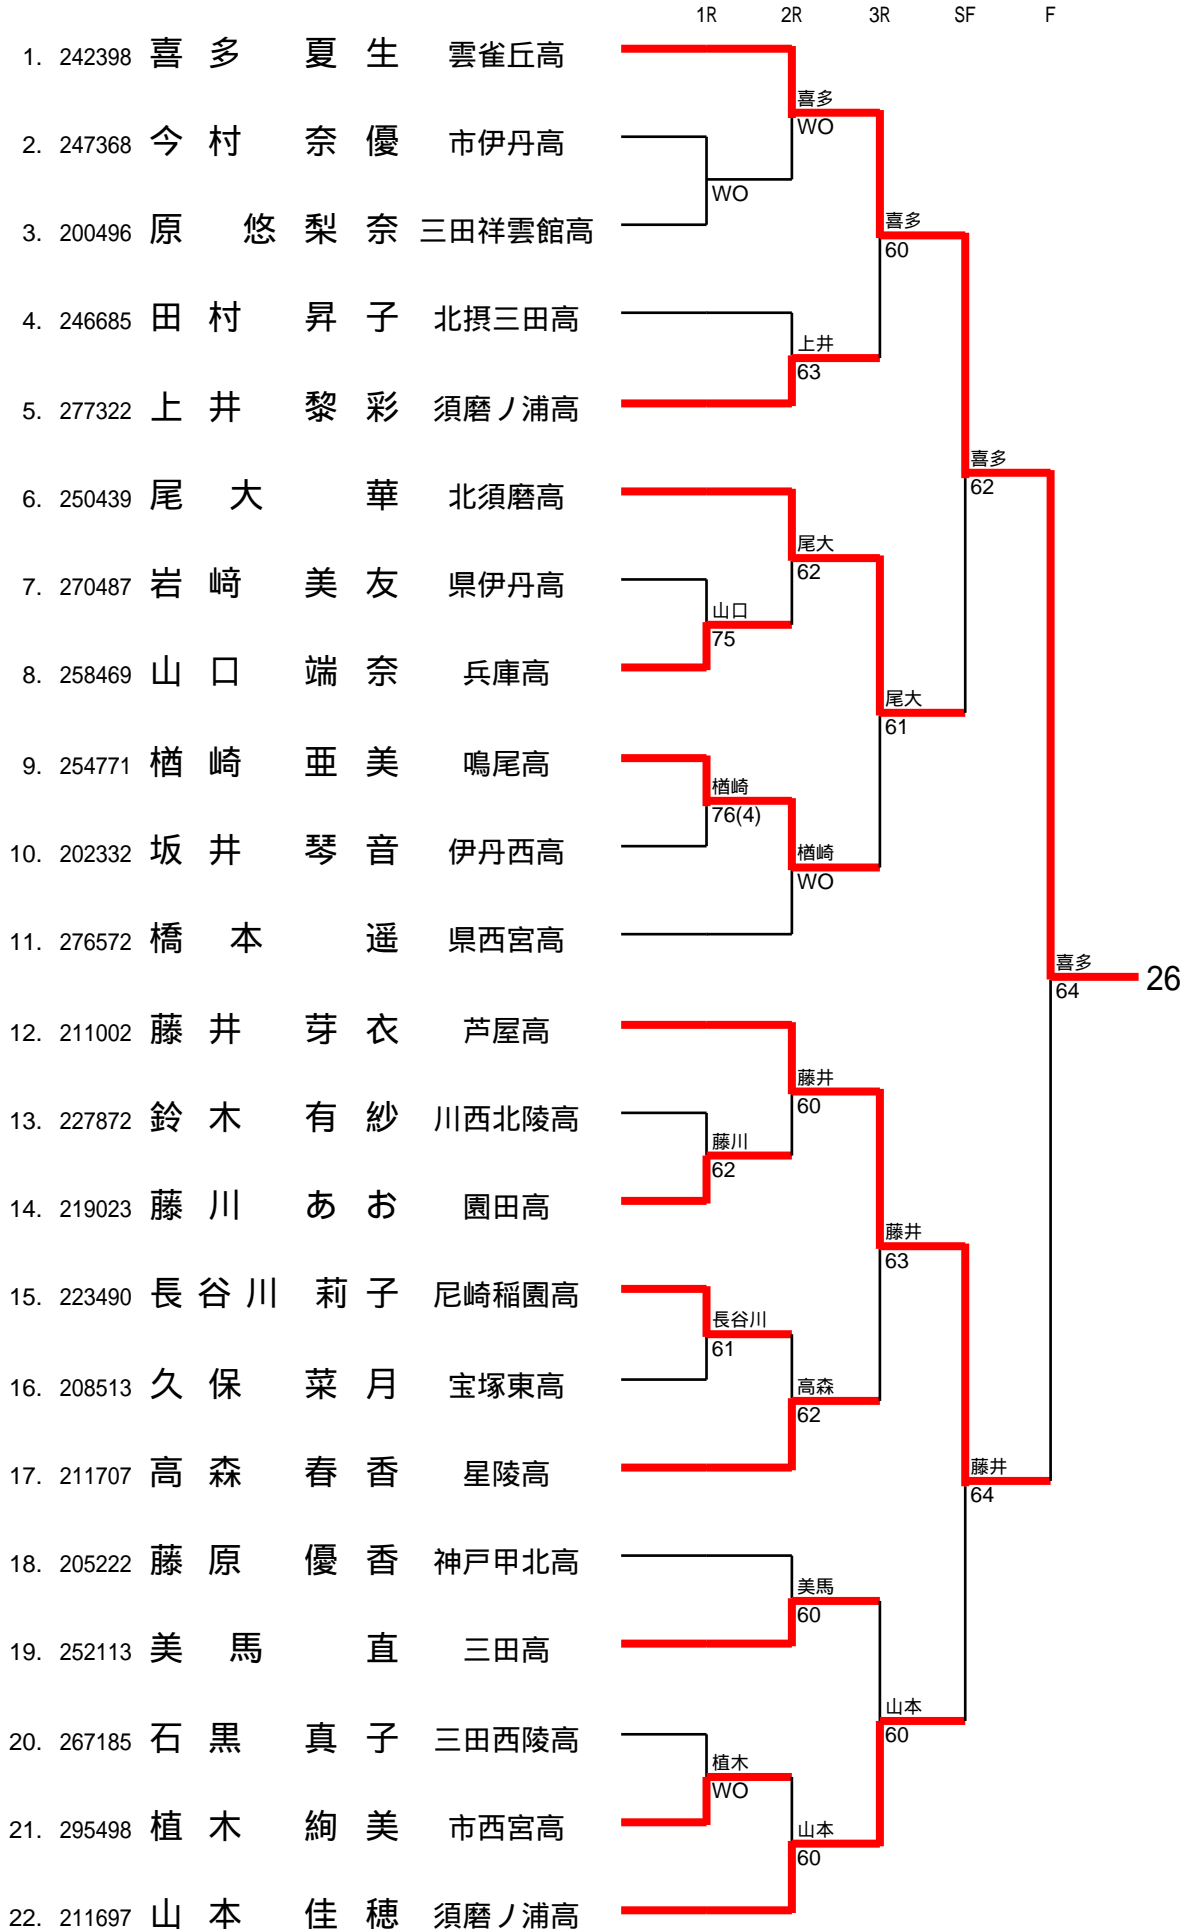 1R 2R 3R SF F
1. 242398 喜多 夏生 雲雀丘高
喜多
WO
2. 247368 今村 奈優 市伊丹高
WO
3. 200496 原 悠梨奈 三田祥雲館高
喜多
60
4. 246685 田村 昇子 北摂三田高
上井
63
5. 277322 上井 黎彩 須磨ノ浦高
喜多
62
6. 250439 尾大 華 北須磨高
尾大
62
7. 270487 岩﨑 美友 県伊丹高
山口
75
8. 258469 山口 端奈 兵庫高
尾大
61
9. 254771 楢崎 亜美 鳴尾高
楢崎
76(4)
10. 202332 坂井 琴音 伊丹西高
楢崎
WO
11. 276572 橋本 遥 県西宮高
喜多
64
26
12. 211002 藤井 芽衣 芦屋高
藤井
60
13. 227872 鈴木 有紗 川西北陵高
藤川
62
14. 219023 藤川 あお 園田高
藤井
63
15. 223490 長谷川 莉子 尼崎稲園高
長谷川
61
16. 208513 久保 菜月 宝塚東高
高森
62
17. 211707 高森 春香 星陵高
藤井
64
18. 205222 藤原 優香 神戸甲北高
美馬
60
19. 252113 美馬 直 三田高
山本
60
20. 267185 石黒 真子 三田西陵高
植木
WO
21. 295498 植木 絢美 市西宮高
山本
60
22. 211697 山本 佳穂 須磨ノ浦高